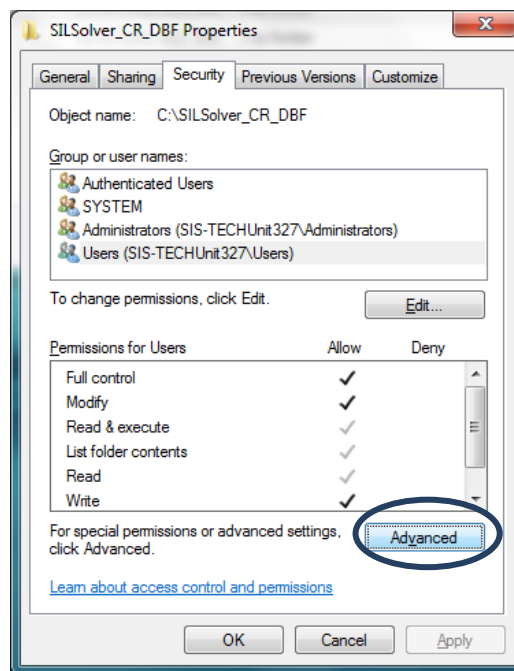 SILSolver_CR_DBF Properties
General Sharing Security Previous Versions Customize
Object name: C:\SILSolver_CR_DBF
Group or user names:
Authenticated Users
SYSTEM
Administrators (SIS-TECHUnit327\Administrators)
Users (SIS-TECHUnit327\Users)
To change permissions, click Edit.
Edit...
Permissions for Users Allow Deny
Full control
Modify
Read & execute
List folder contents
Read
Write
For special permissions or advanced settings,
click Advanced.
Advanced
Learn about access control and permissions
OK Cancel Apply